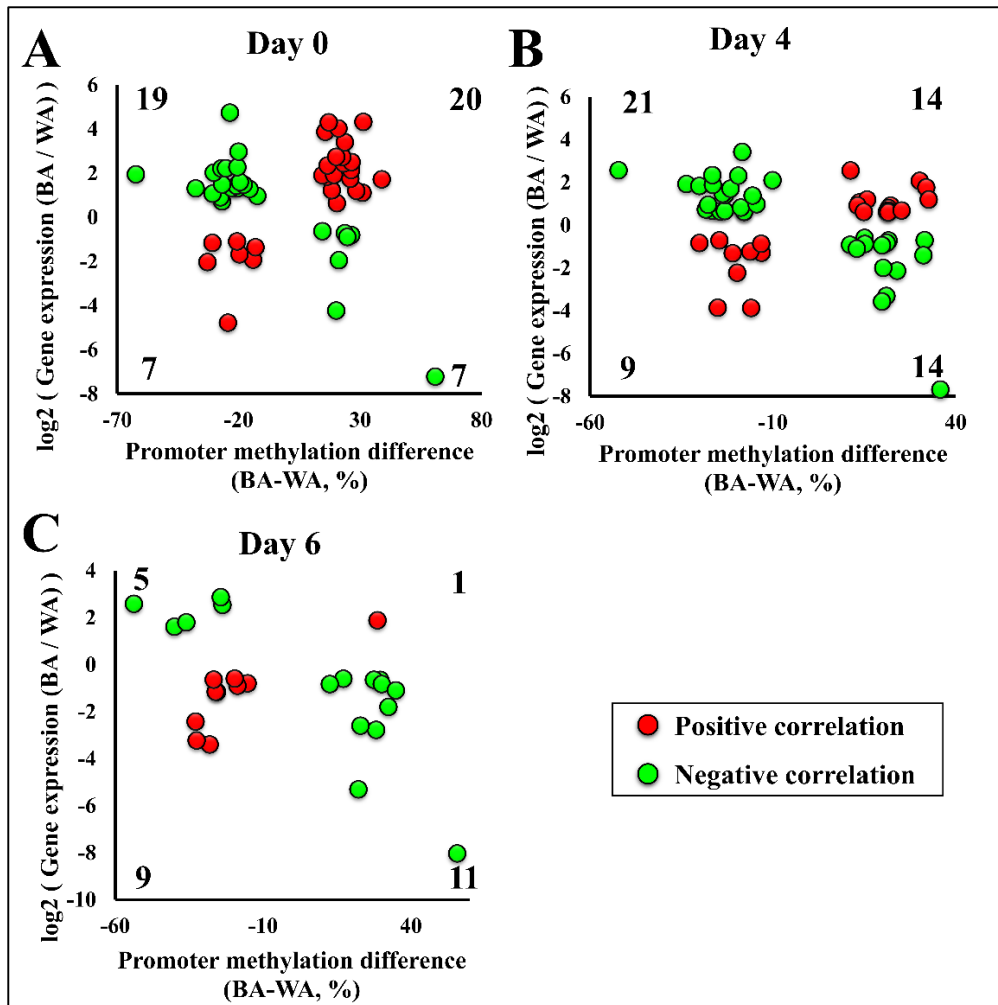 A
Day 0
log2 ( Gene expression (BA / WA) )
6
4
2
0
-2
-4
-6
-8
19
20
7
7
-70
-20
30
80
Promoter methylation difference
(BA-WA, %)
B
Day 4
log2 ( Gene expression (BA / WA) )
6
4
2
0
-2
-4
-6
-8
21
14
9
14
-60
-10
40
Promoter methylation difference
(BA-WA, %)
C
Day 6
log2 ( Gene expression (BA / WA) )
4
2
0
-2
-4
-6
-8
-10
5
1
9
11
-60
-10
40
Promoter methylation difference
(BA-WA, %)
Positive correlation
Negative correlation